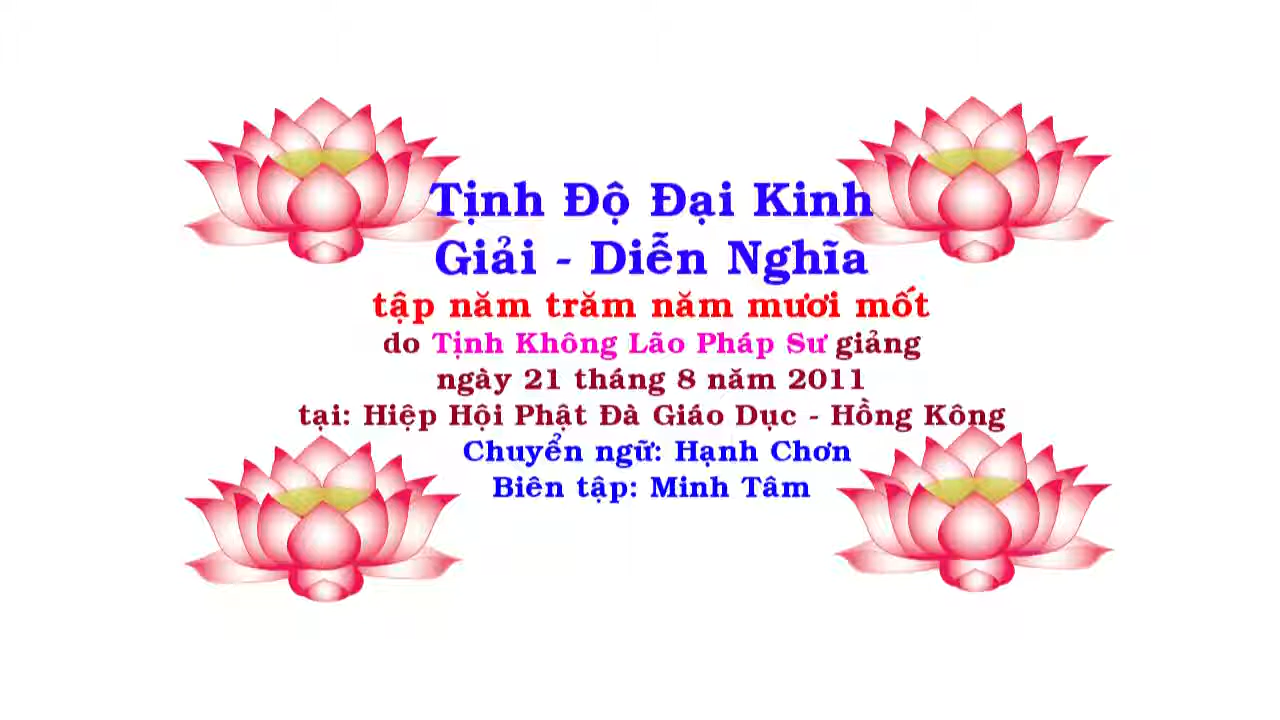 Tịnh Độ Đại Kinh
Giải - Diễn Nghĩa
tập năm trăm năm mươi mốt
do Tịnh Không Lão Pháp Sư giảng
ngày 21 tháng 8 năm 2011
tại: Hiệp Hội Phật Đà Giáo Dục - Hồng Kông
Chuyển ngữ: Hạnh Chơn
Biên tập: Minh Tâm